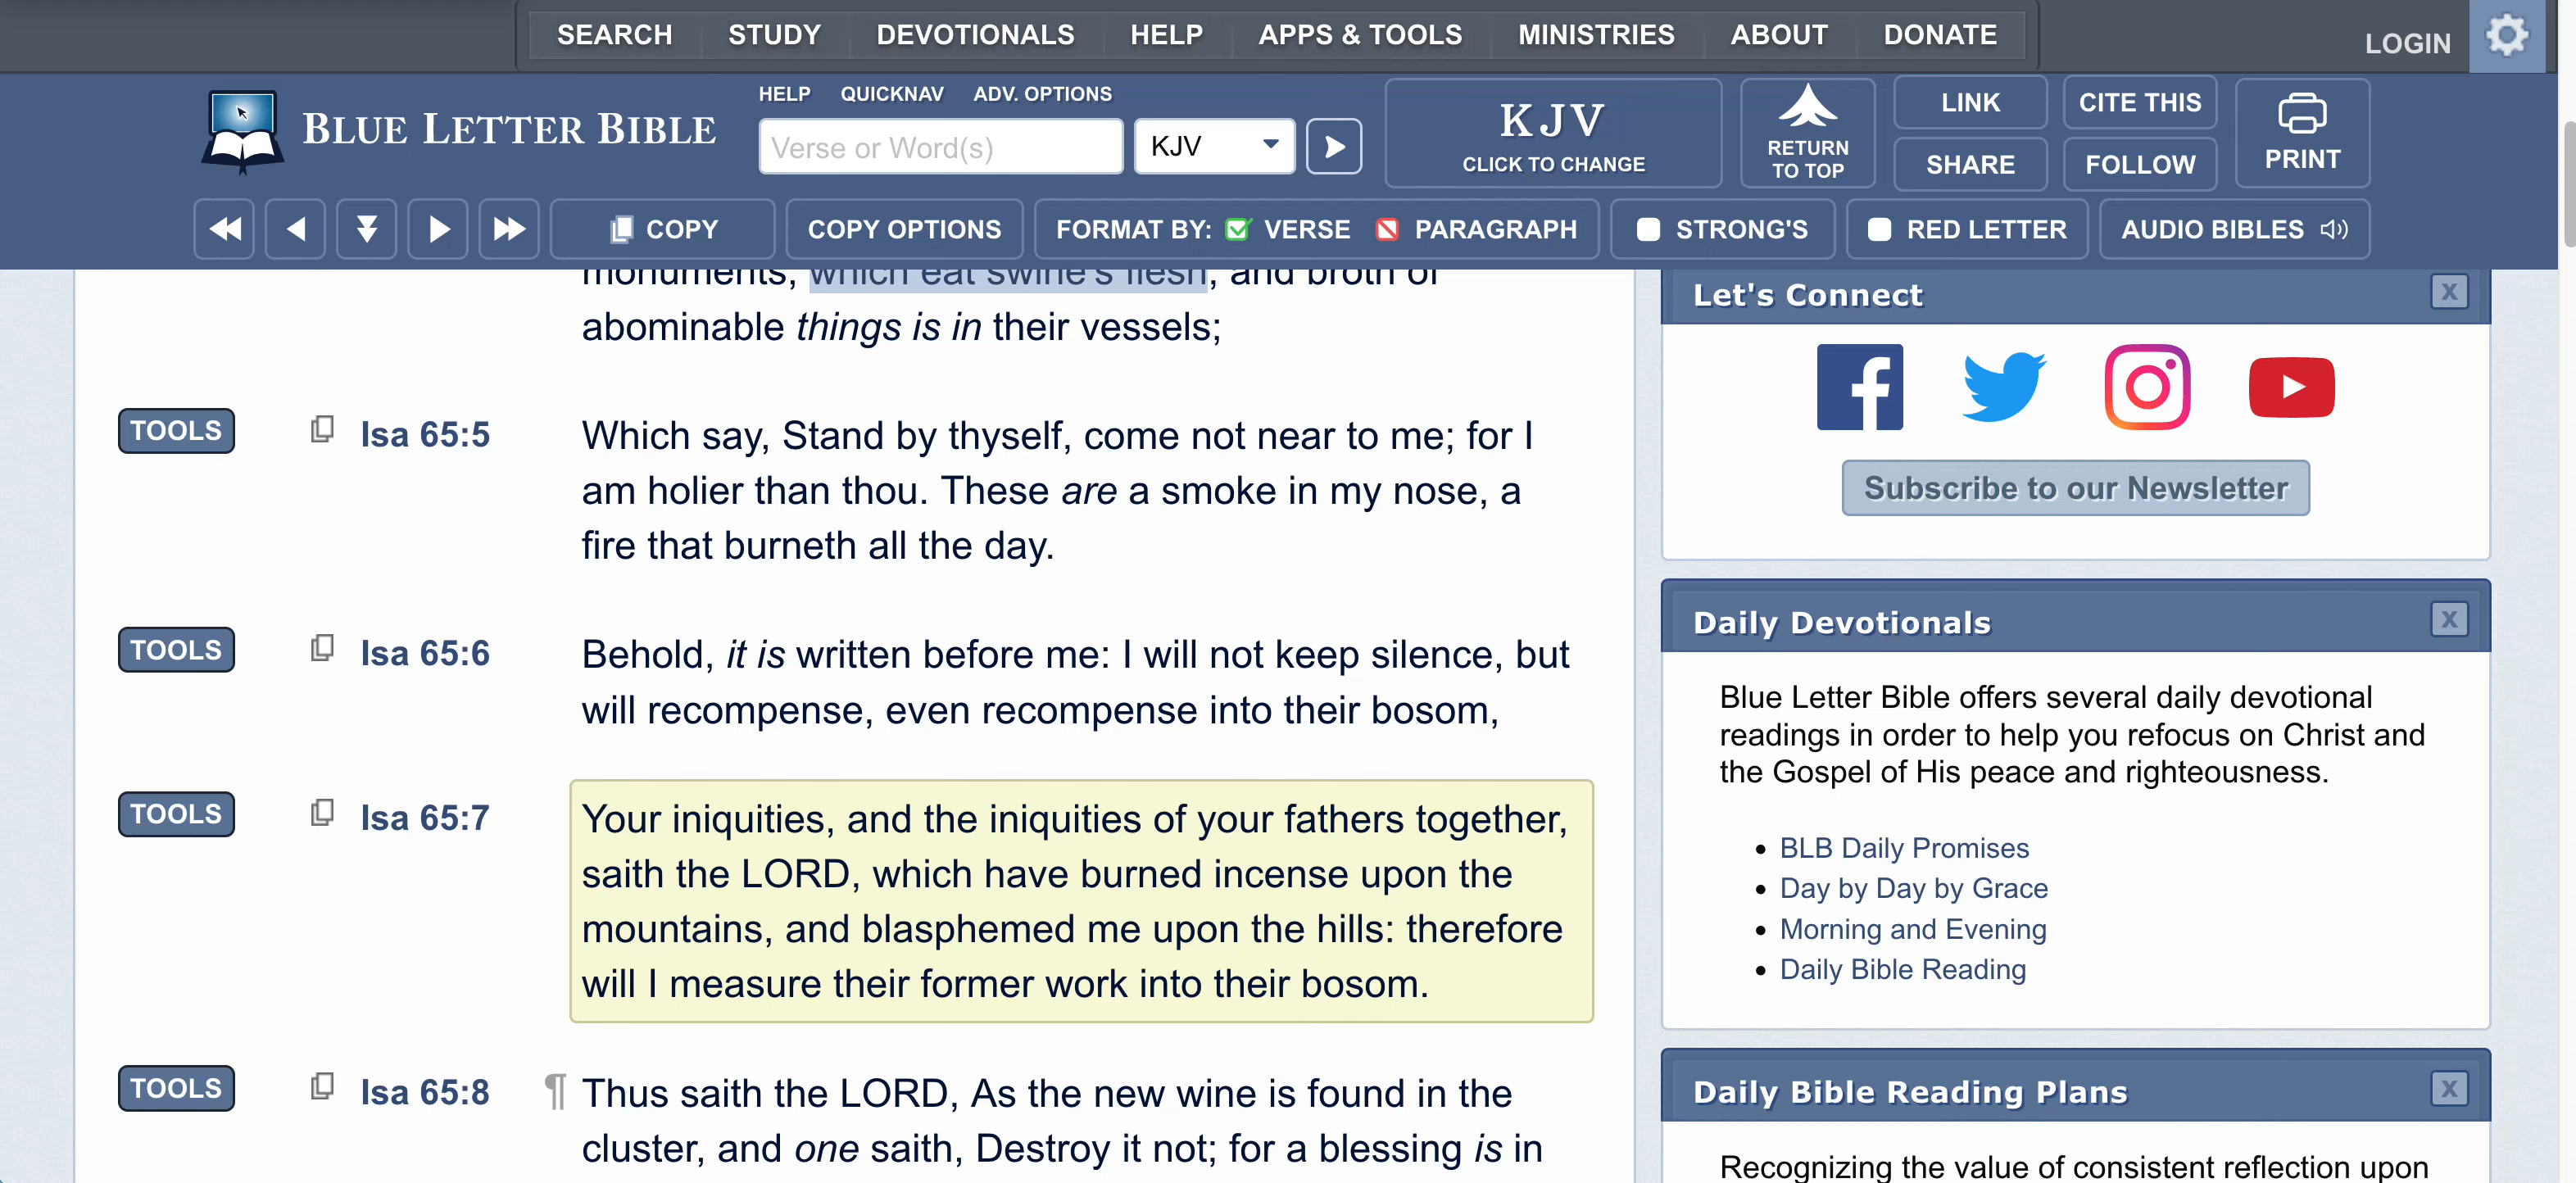 SEARCH STUDY DEVOTIONALS HELP APPS & TOOLS MINISTRIES ABOUT DONATE LOGIN
BLUE LETTER BIBLE
HELP QUICKNAV ADV. OPTIONS
Verse or Word(s) KJV
KJV
CLICK TO CHANGE
RETURN
TO TOP
LINK CITE THIS
SHARE FOLLOW
PRINT
COPY COPY OPTIONS FORMAT BY: VERSE PARAGRAPH STRONG'S RED LETTER AUDIO BIBLES
monuments, which eat swine's flesh, and broth of
abominable things is in their vessels;
TOOLS Isa 65:5 Which say, Stand by thyself, come not near to me; for I
am holier than thou. These are a smoke in my nose, a
fire that burneth all the day.
TOOLS Isa 65:6 Behold, it is written before me: I will not keep silence, but
will recompense, even recompense into their bosom,
TOOLS Isa 65:7 Your iniquities, and the iniquities of your fathers together,
saith the LORD, which have burned incense upon the
mountains, and blasphemed me upon the hills: therefore
will I measure their former work into their bosom.
TOOLS Isa 65:8 ¶ Thus saith the LORD, As the new wine is found in the
cluster, and one saith, Destroy it not; for a blessing is in
Let's Connect X
Subscribe to our Newsletter
Daily Devotionals X
Blue Letter Bible offers several daily devotional
readings in order to help you refocus on Christ and
the Gospel of His peace and righteousness.
• BLB Daily Promises
• Day by Day by Grace
• Morning and Evening
• Daily Bible Reading
Daily Bible Reading Plans X
Recognizing the value of consistent reflection upon